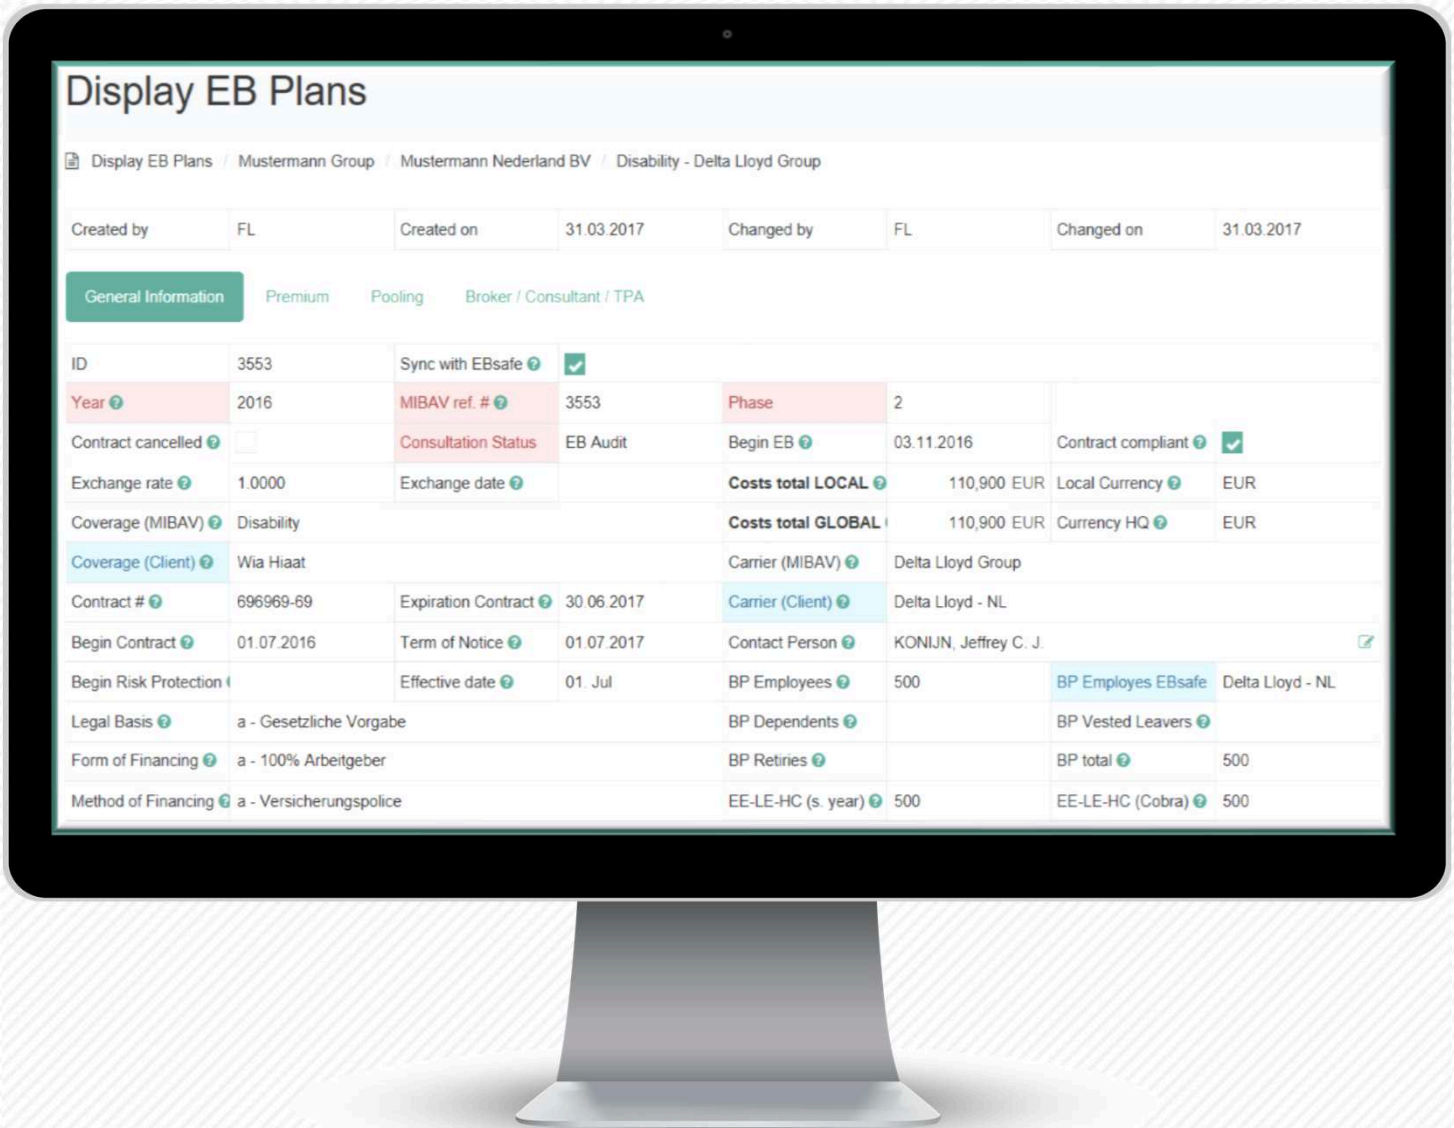 Display EB Plans
Display EB Plans / Mustermann Group / Mustermann Nederland BV / Disability - Delta Lloyd Group
Created by FL Created on 31.03.2017 Changed by FL Changed on 31.03.2017
General Information Premium Pooling Broker / Consultant / TPA
ID 3553 Sync with EBsafe
Year 2016 MIBAV ref. # 3553 Phase 2
Contract cancelled Consultation Status EB Audit Begin EB 03.11.2016 Contract compliant
Exchange rate 1.0000 Exchange date Costs total LOCAL 110,900 EUR Local Currency EUR
Coverage (MIBAV) Disability Costs total GLOBAL 110,900 EUR Currency HQ EUR
Coverage (Client) Wia Hiaat Carrier (MIBAV) Delta Lloyd Group
Contract # 696969-69 Expiration Contract 30.06.2017 Carrier (Client) Delta Lloyd - NL
Begin Contract 01.07.2016 Term of Notice 01.07.2017 Contact Person KONIJN, Jeffrey C. J.
Begin Risk Protection Effective date 01. Jul BP Employees 500 BP Employes EBsafe Delta Lloyd - NL
Legal Basis a - Gesetzliche Vorgabe BP Dependents BP Vested Leavers
Form of Financing a - 100% Arbeitgeber BP Retiries BP total 500
Method of Financing a - Versicherungspolice EE-LE-HC (s. year) 500 EE-LE-HC (Cobra) 500